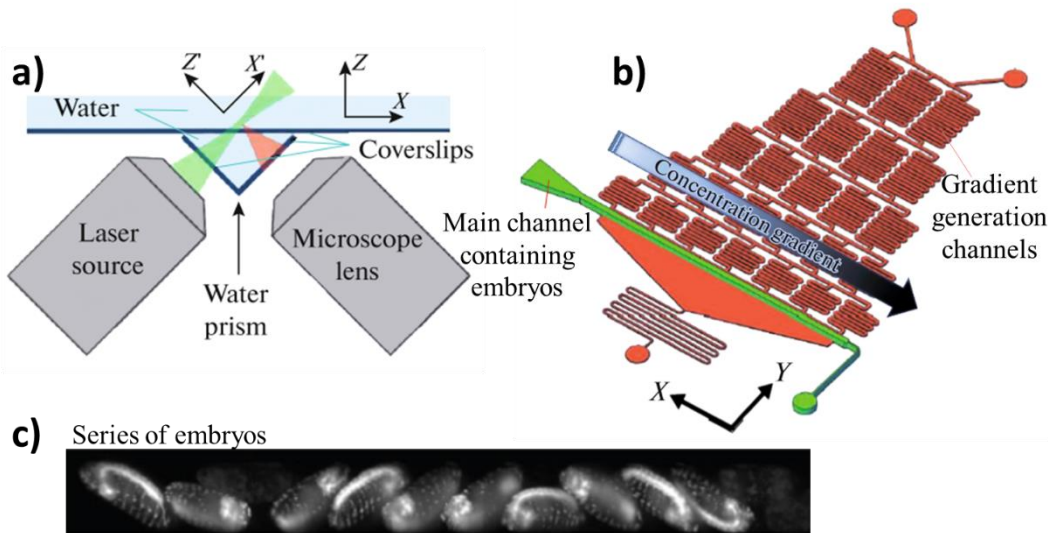 a)
Z'
X'
Z
X
Water
Coverslips
Laser
source
Microscope
lens
Water
prism
b)
Concentration gradient
Gradient
generation
channels
Main channel
containing
embryos
X
Y
c)
Series of embryos